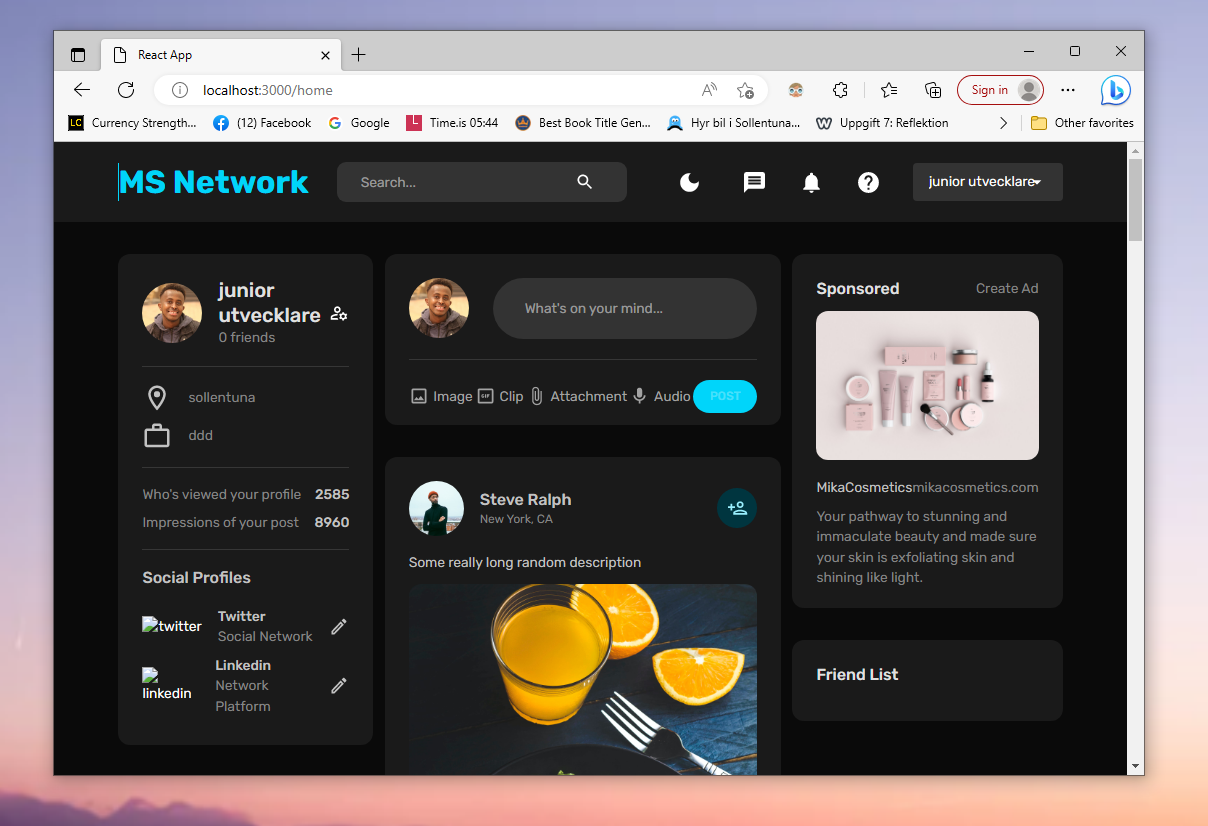 React App
localhost:3000/home
Sign in
LC Currency Strength...
(12) Facebook
Google
Time.is 05:44
Best Book Title Gen...
Hyr bil i Sollentuna...
Uppgift 7: Reflektion
Other favorites
MS Network
Search...
junior utvecklare
junior
utvecklare
0 friends
sollentuna
ddd
Who's viewed your profile 2585
Impressions of your post 8960
Social Profiles
twitter
Twitter
Social Network
linkedin
Linkedin
Network
Platform
What's on your mind...
Image
GIF
Clip
Attachment
Audio
POST
Steve Ralph
New York, CA
Some really long random description
Sponsored
Create Ad
MikaCosmetics
mikacosmetics.com
Your pathway to stunning and
immaculate beauty and made sure
your skin is exfoliating skin and
shining like light.
Friend List